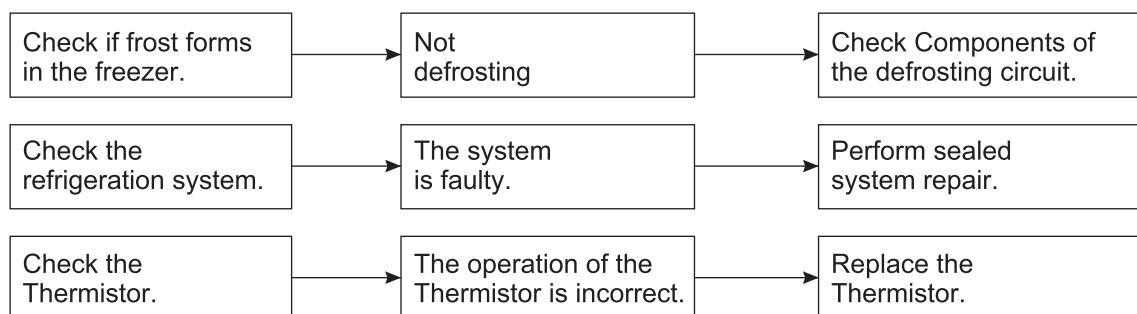 Check if frost forms
in the freezer.
Not
defrosting
Check Components of
the defrosting circuit.
Check the
refrigeration system.
The system
is faulty.
Perform sealed
system repair.
Check the
Thermistor.
The operation of the
Thermistor is incorrect.
Replace the
Thermistor.